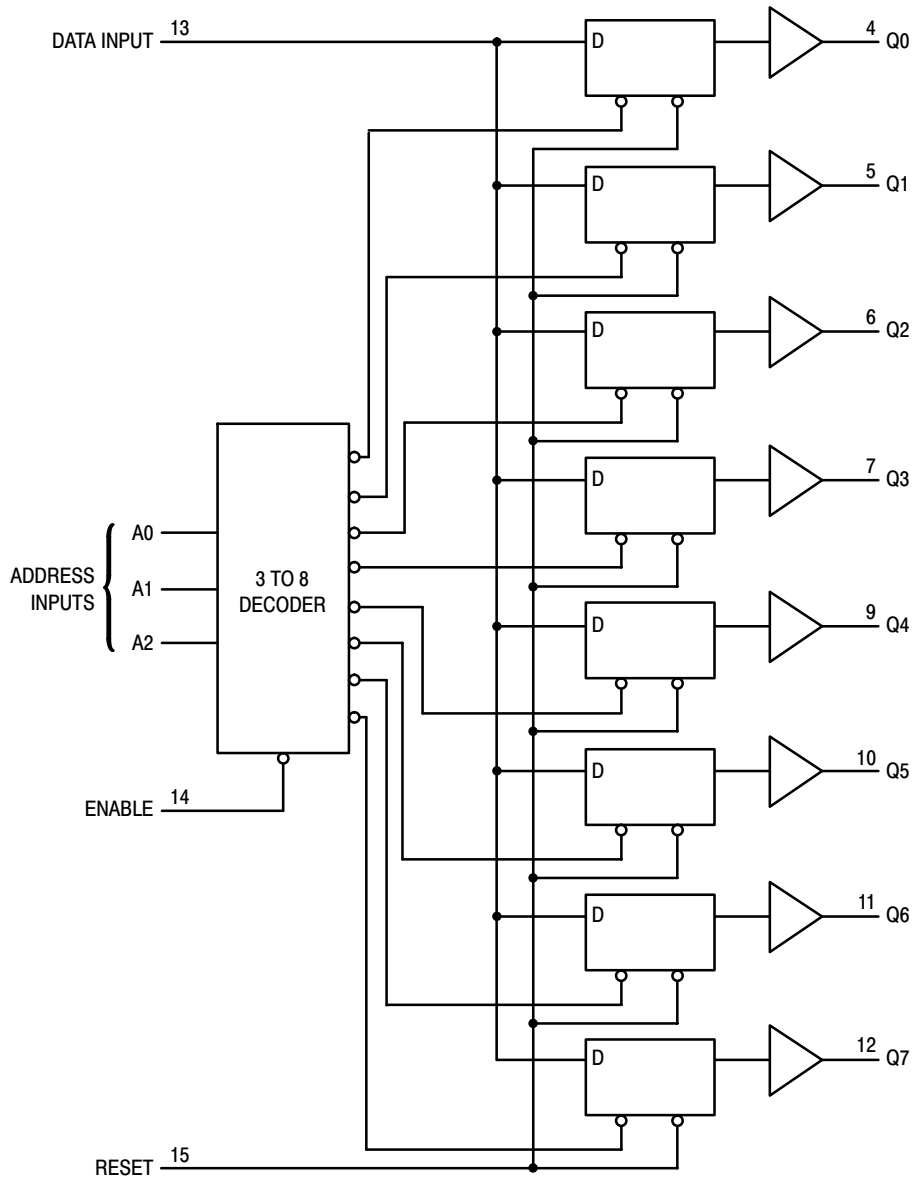 DATA INPUT 13
D
4 Q0
D
5 Q1
D
6 Q2
D
7 Q3
A0
ADDRESS
INPUTS
A1
A2
3 TO 8
DECODER
D
9 Q4
D
10 Q5
ENABLE 14
D
11 Q6
D
12 Q7
RESET 15